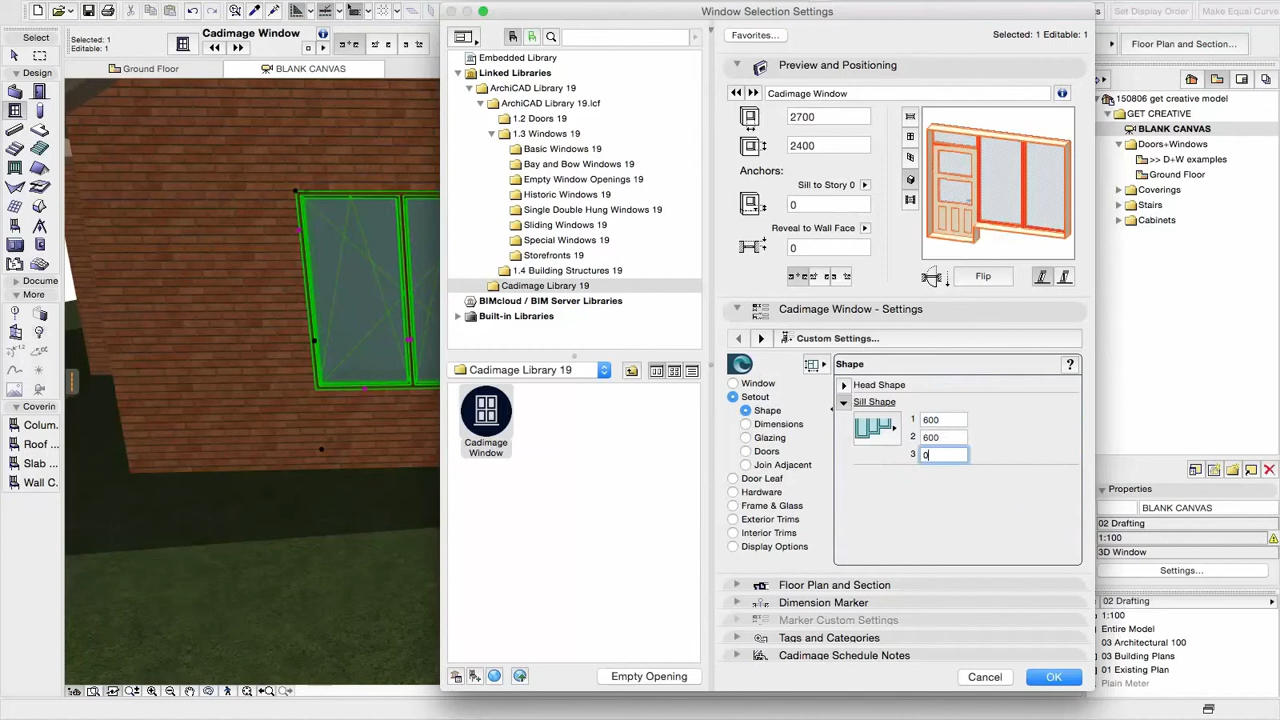 Window Selection Settings
Set Display Order
Make Equal Curve
Select
Selected: 1
Editable: 1
Cadimage Window
Ground Floor
BLANK CANVAS
Design
Docume
More
Coverin
Colum.
Roof ...
Slab ...
Wall C.
Embedded Library
Linked Libraries
ArchiCAD Library 19
ArchiCAD Library 19.lcf
1.2 Doors 19
1.3 Windows 19
Basic Windows 19
Bay and Bow Windows 19
Empty Window Openings 19
Historic Windows 19
Single Double Hung Windows 19
Sliding Windows 19
Special Windows 19
Storefronts 19
1.4 Building Structures 19
Cadimage Library 19
BIMcloud / BIM Server Libraries
Built-in Libraries
Cadimage Library 19
Cadimage
Window
Empty Opening
Favorites...
Selected: 1 Editable: 1
Preview and Positioning
Cadimage Window
2700
2400
Anchors:
Sill to Story 0
0
Reveal to Wall Face
0
Flip
Cadimage Window - Settings
Custom Settings...
Window
Setout
Shape
Dimensions
Glazing
Doors
Join Adjacent
Door Leaf
Hardware
Frame & Glass
Exterior Trims
Interior Trims
Display Options
Shape
?
Head Shape
Sill Shape
1 600
2 600
3 0
Floor Plan and Section
Dimension Marker
Marker Custom Settings
Tags and Categories
Cadimage Schedule Notes
Cancel
OK
Floor Plan and Section...
150806 get creative model
GET CREATIVE
BLANK CANVAS
Doors+Windows
>> D+W examples
Ground Floor
Coverings
Stairs
Cabinets
Properties
BLANK CANVAS
02 Drafting
1:100
3D Window
Settings...
02 Drafting
1:100
Entire Model
03 Architectural 100
03 Building Plans
01 Existing Plan
Plain Meter